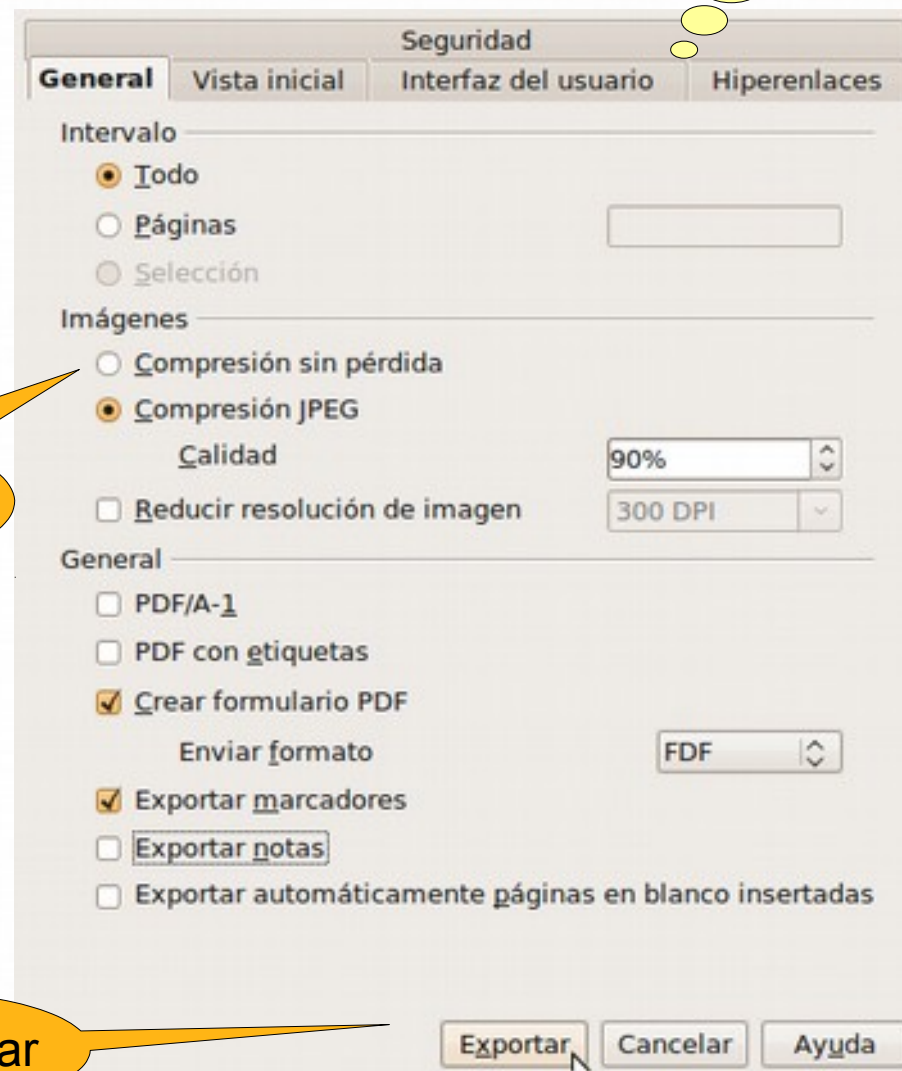 Seguridad
General Vista inicial Interfaz del usuario Hiperenlaces
Intervalo
Todo
Páginas
Selección
Imágenes
Compresión sin pérdida
Compresión JPEG
Calidad 90%
Reducir resolución de imagen 300 DPI
General
PDF/A-1
PDF con etiquetas
Crear formulario PDF
Enviar formato FDF
Exportar marcadores
Exportar notas
Exportar automáticamente páginas en blanco insertadas
ar
Exportar Cancelar Ayuda